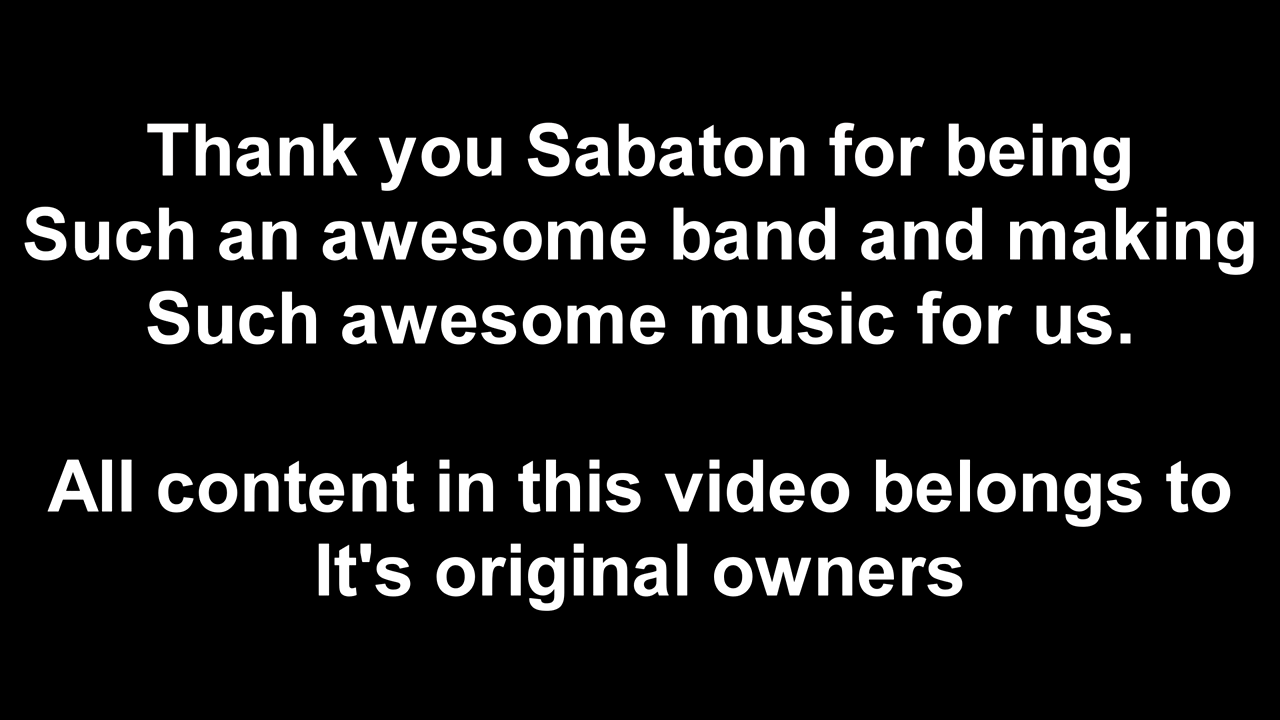 Thank you Sabaton for being
Such an awesome band and making
Such awesome music for us.
All content in this video belongs to
It's original owners